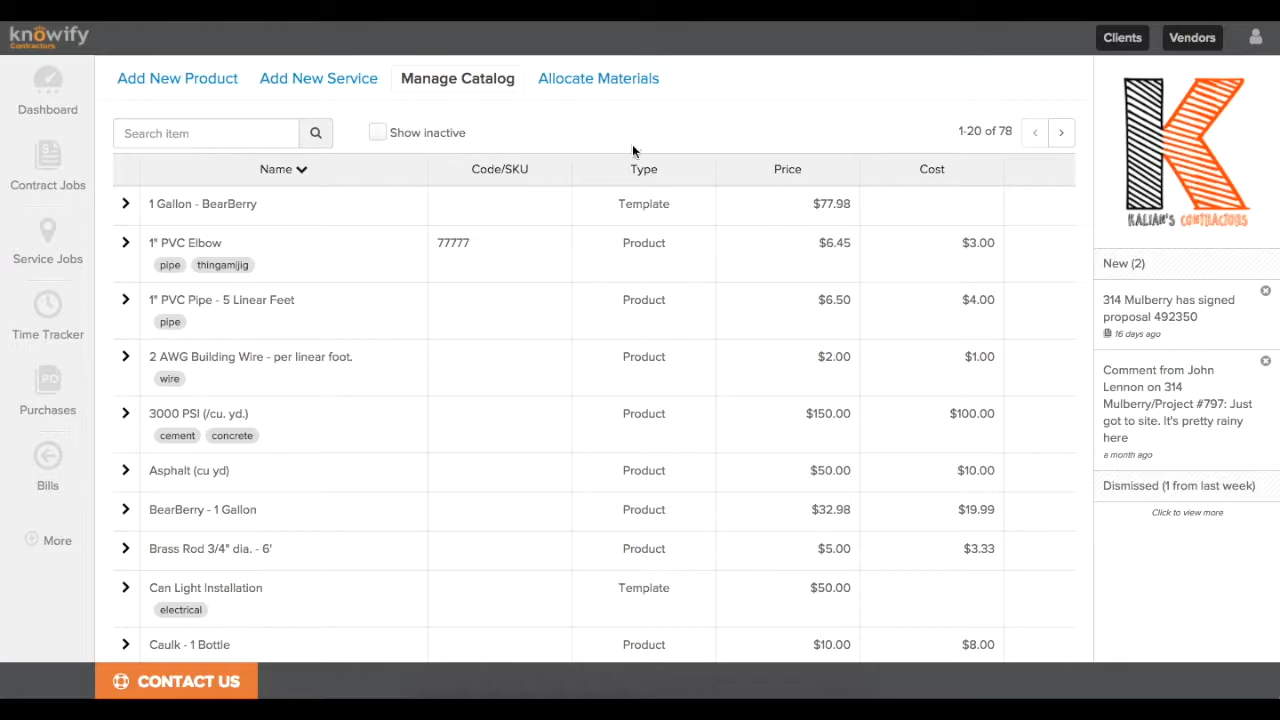 knowify
Contractors
Clients
Vendors
Dashboard
Contract Jobs
Service Jobs
Time Tracker
PO
Purchases
Bills
More
Add New Product
Add New Service
Manage Catalog
Allocate Materials
Search item
Show inactive
1-20 of 78
Name Code/SKU Type Price Cost
1 Gallon - BearBerry Template $77.98
1" PVC Elbow 77777 Product $6.45 $3.00
pipe thingamijig
1" PVC Pipe - 5 Linear Feet Product $6.50 $4.00
pipe
2 AWG Building Wire - per linear foot. Product $2.00 $1.00
wire
3000 PSI (/cu. yd.) Product $150.00 $100.00
cement concrete
Asphalt (cu yd) Product $50.00 $10.00
BearBerry - 1 Gallon Product $32.98 $19.99
Brass Rod 3/4" dia. - 6' Product $5.00 $3.33
Can Light Installation Template $50.00
electrical
Caulk - 1 Bottle Product $10.00 $8.00
KALIAN'S CONTRACTORS
New (2)
314 Mulberry has signed
proposal 492350
16 days ago
Comment from John
Lennon on 314
Mulberry/Project #797: Just
got to site. It's pretty rainy
here
a month ago
Dismissed (1 from last week)
Click to view more
CONTACT US